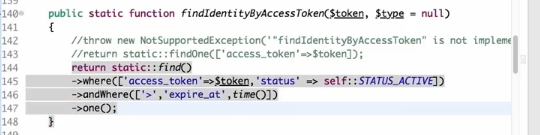 140 public static function findIdentityByAccessToken($token, $type = null)
141 {
142 //throw new NotSupportedException('"findIdentityByAccessToken" is not impleme
143 //return static::findOne(['access_token'=>$token]);
144 return static::find()
145 ->where(['access_token'=>$token,'status' => self::STATUS_ACTIVE])
146 ->andWhere(['>','expire_at',time()])
147 ->one();
148 }